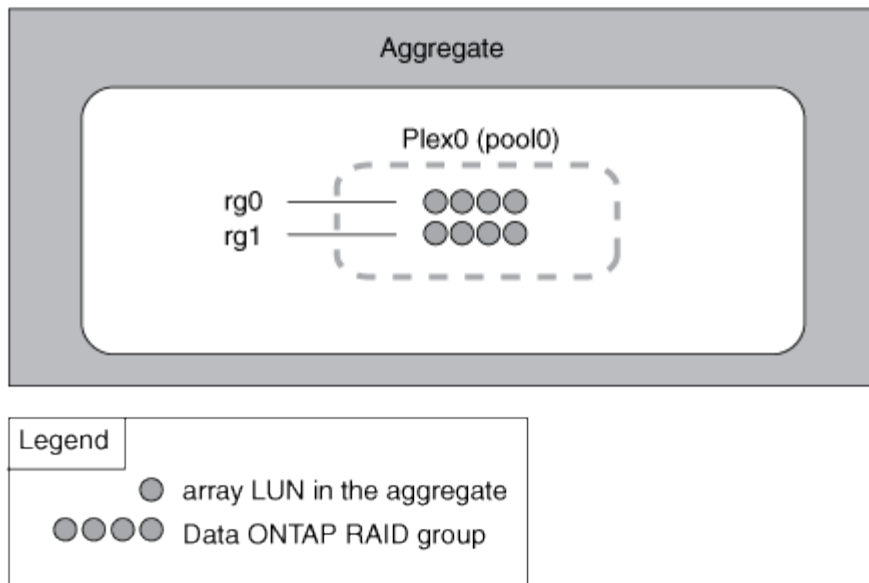 Aggregate
Plex0 (pool0)
rg0
rg1
Legend
array LUN in the aggregate
Data ONTAP RAID group